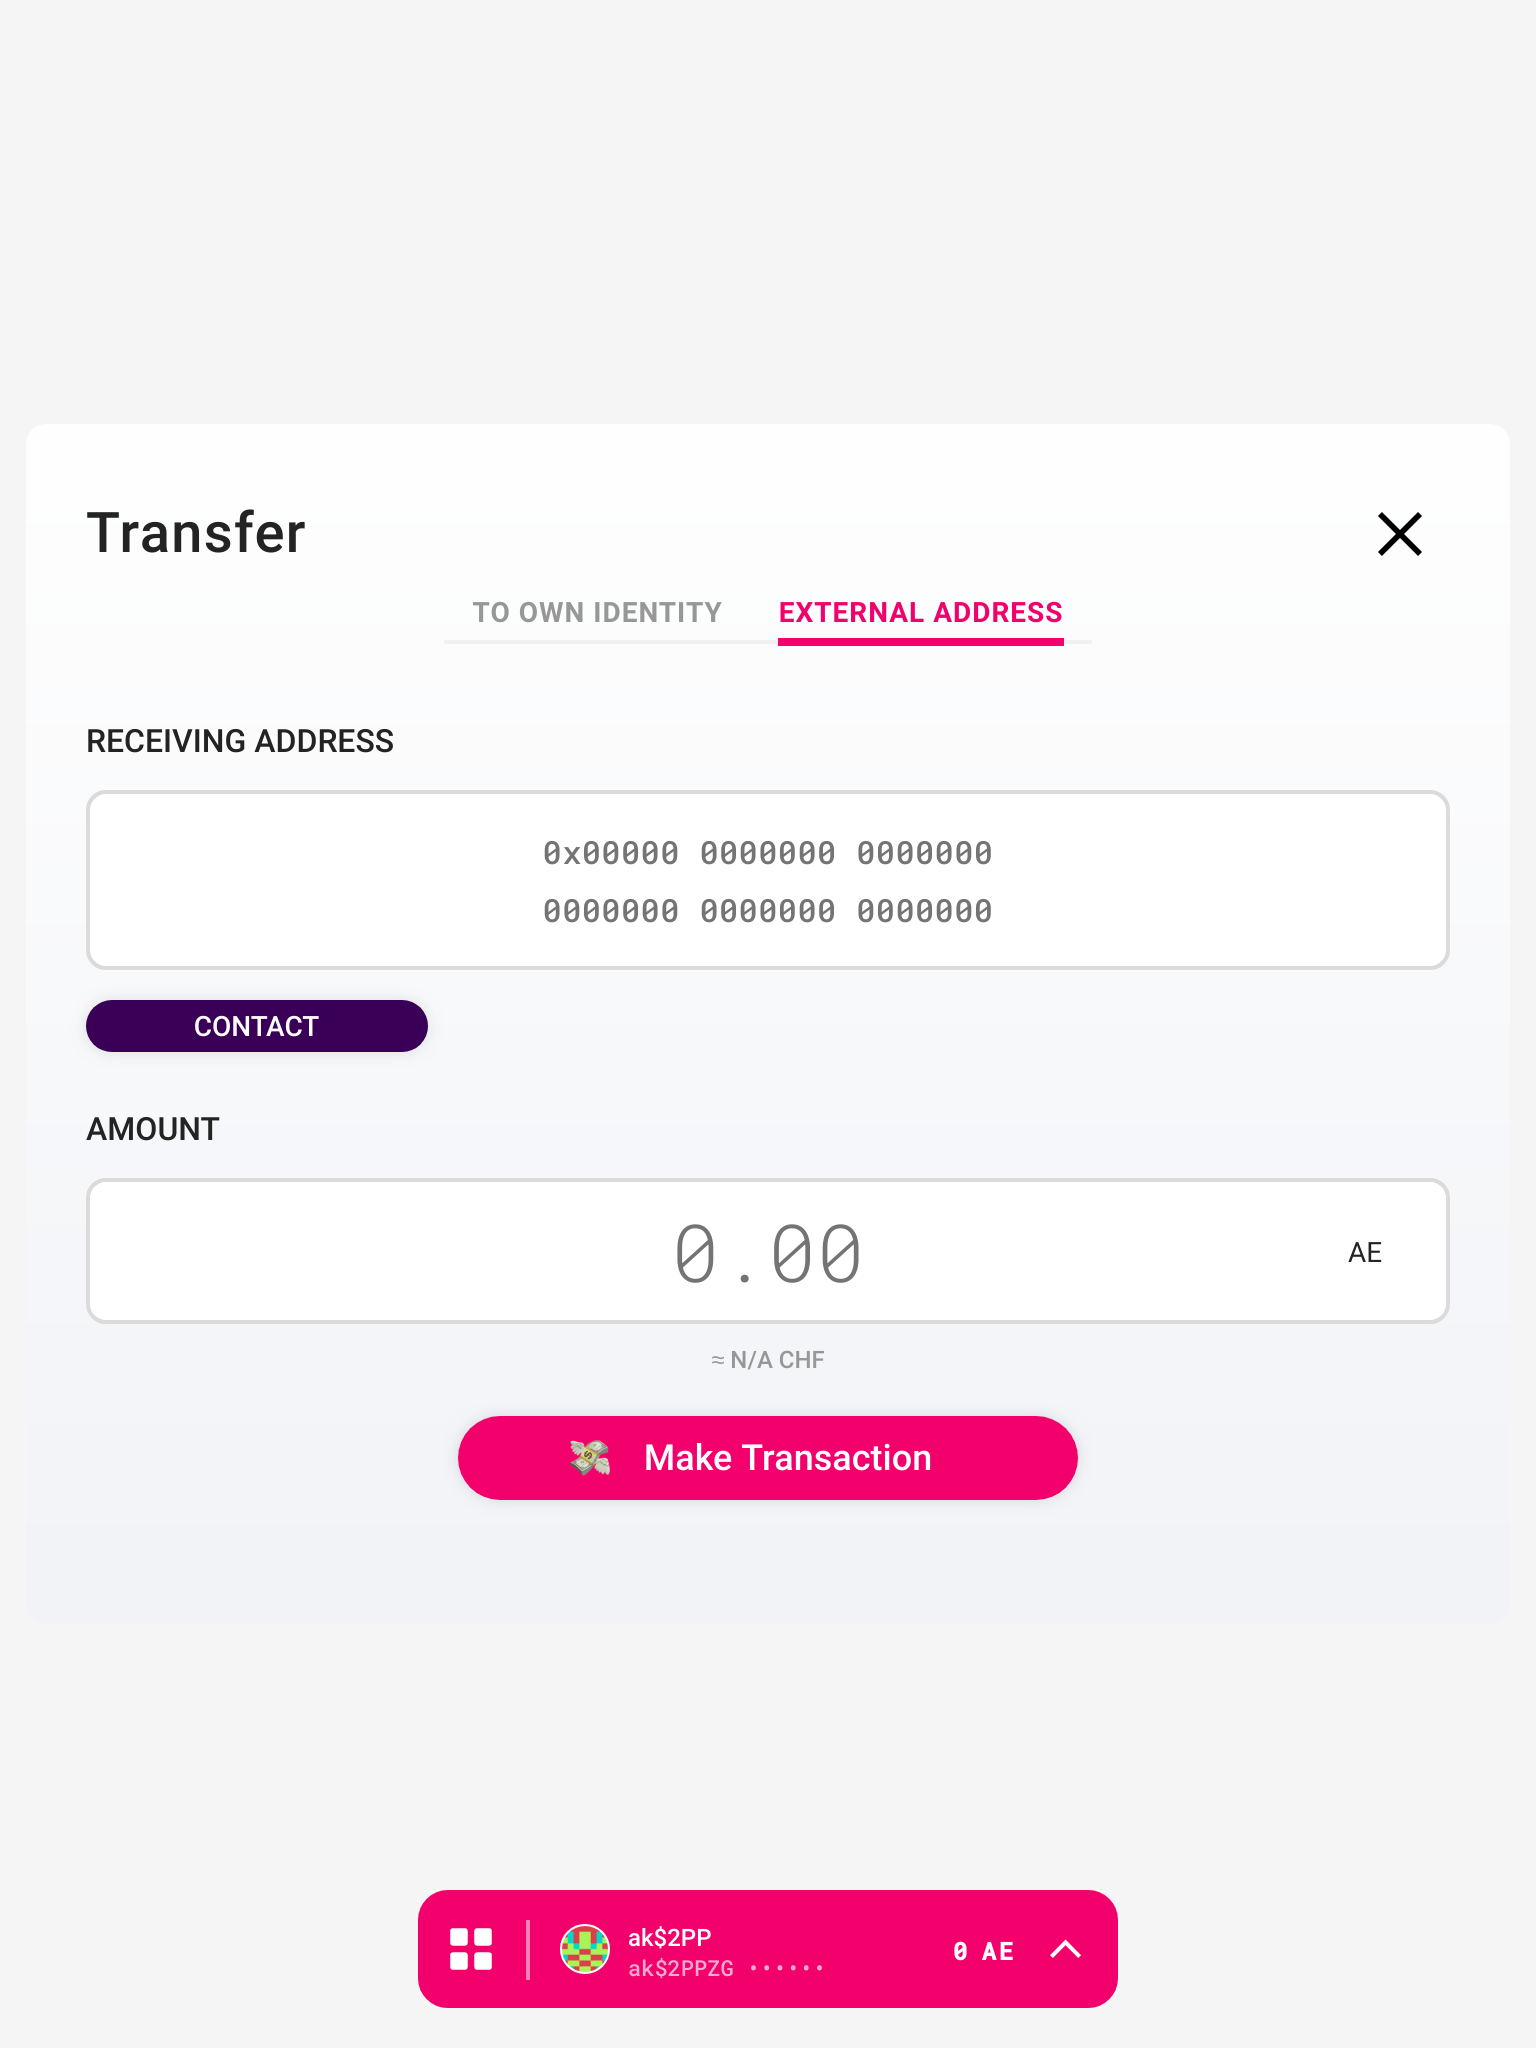 Transfer
TO OWN IDENTITY
EXTERNAL ADDRESS
RECEIVING ADDRESS
0x00000 0000000 0000000
0000000 0000000 0000000
CONTACT
AMOUNT
0.00
AE
≈ N/A CHF
💸 Make Transaction
ak$2PP
ak$2PPZG ······
0 AE